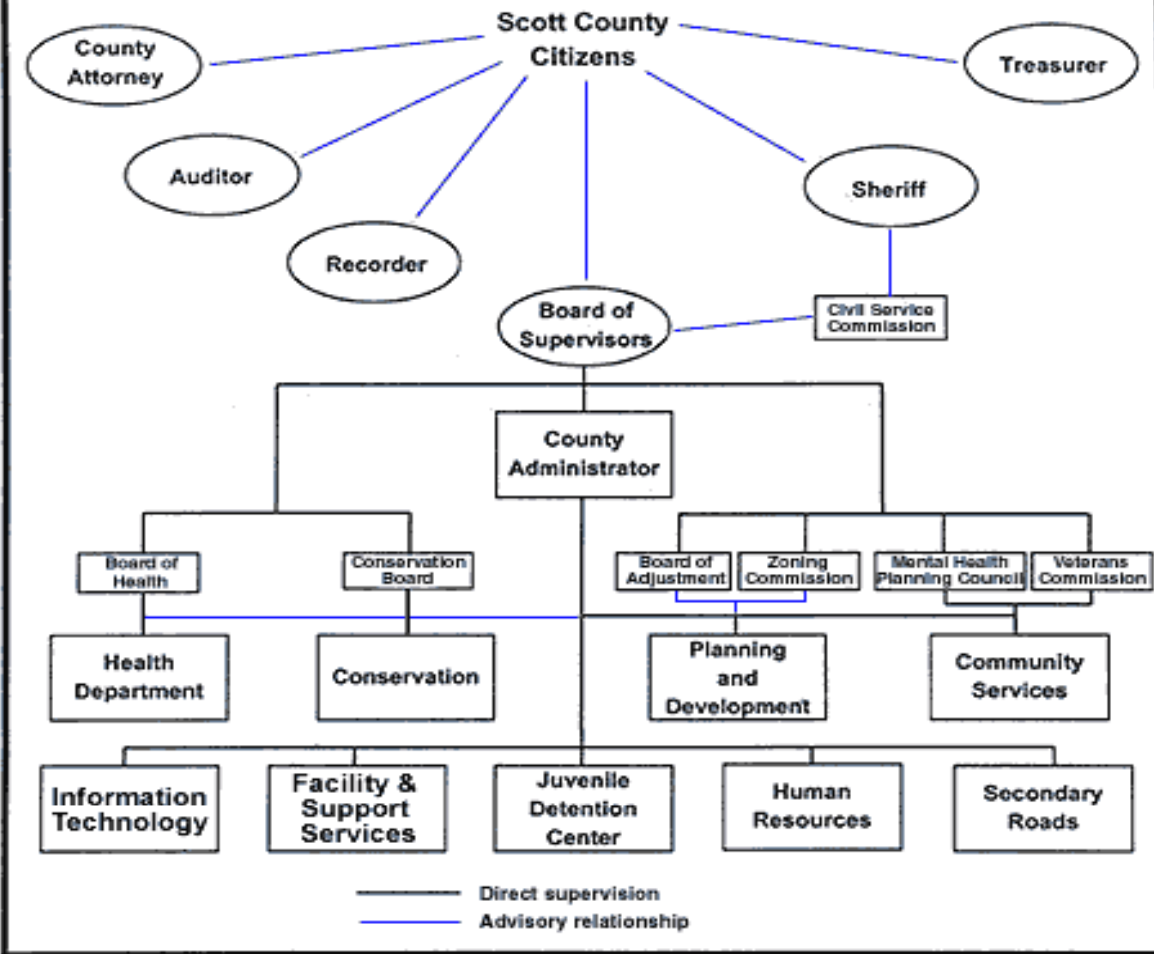 Scott County
Citizens
County
Attorney
Treasurer
Auditor
Sheriff
Recorder
Board of
Supervisors
Civil Service
Commission
County
Administrator
Board of
Health
Conservation
Board
Board of
Adjustment
Zoning
Commission
Mental Health
Planning Council
Veterans
Commission
Health
Department
Conservation
Planning
and
Development
Community
Services
Information
Technology
Facility &
Support
Services
Juvenile
Detention
Center
Human
Resources
Secondary
Roads
Direct supervision
Advisory relationship